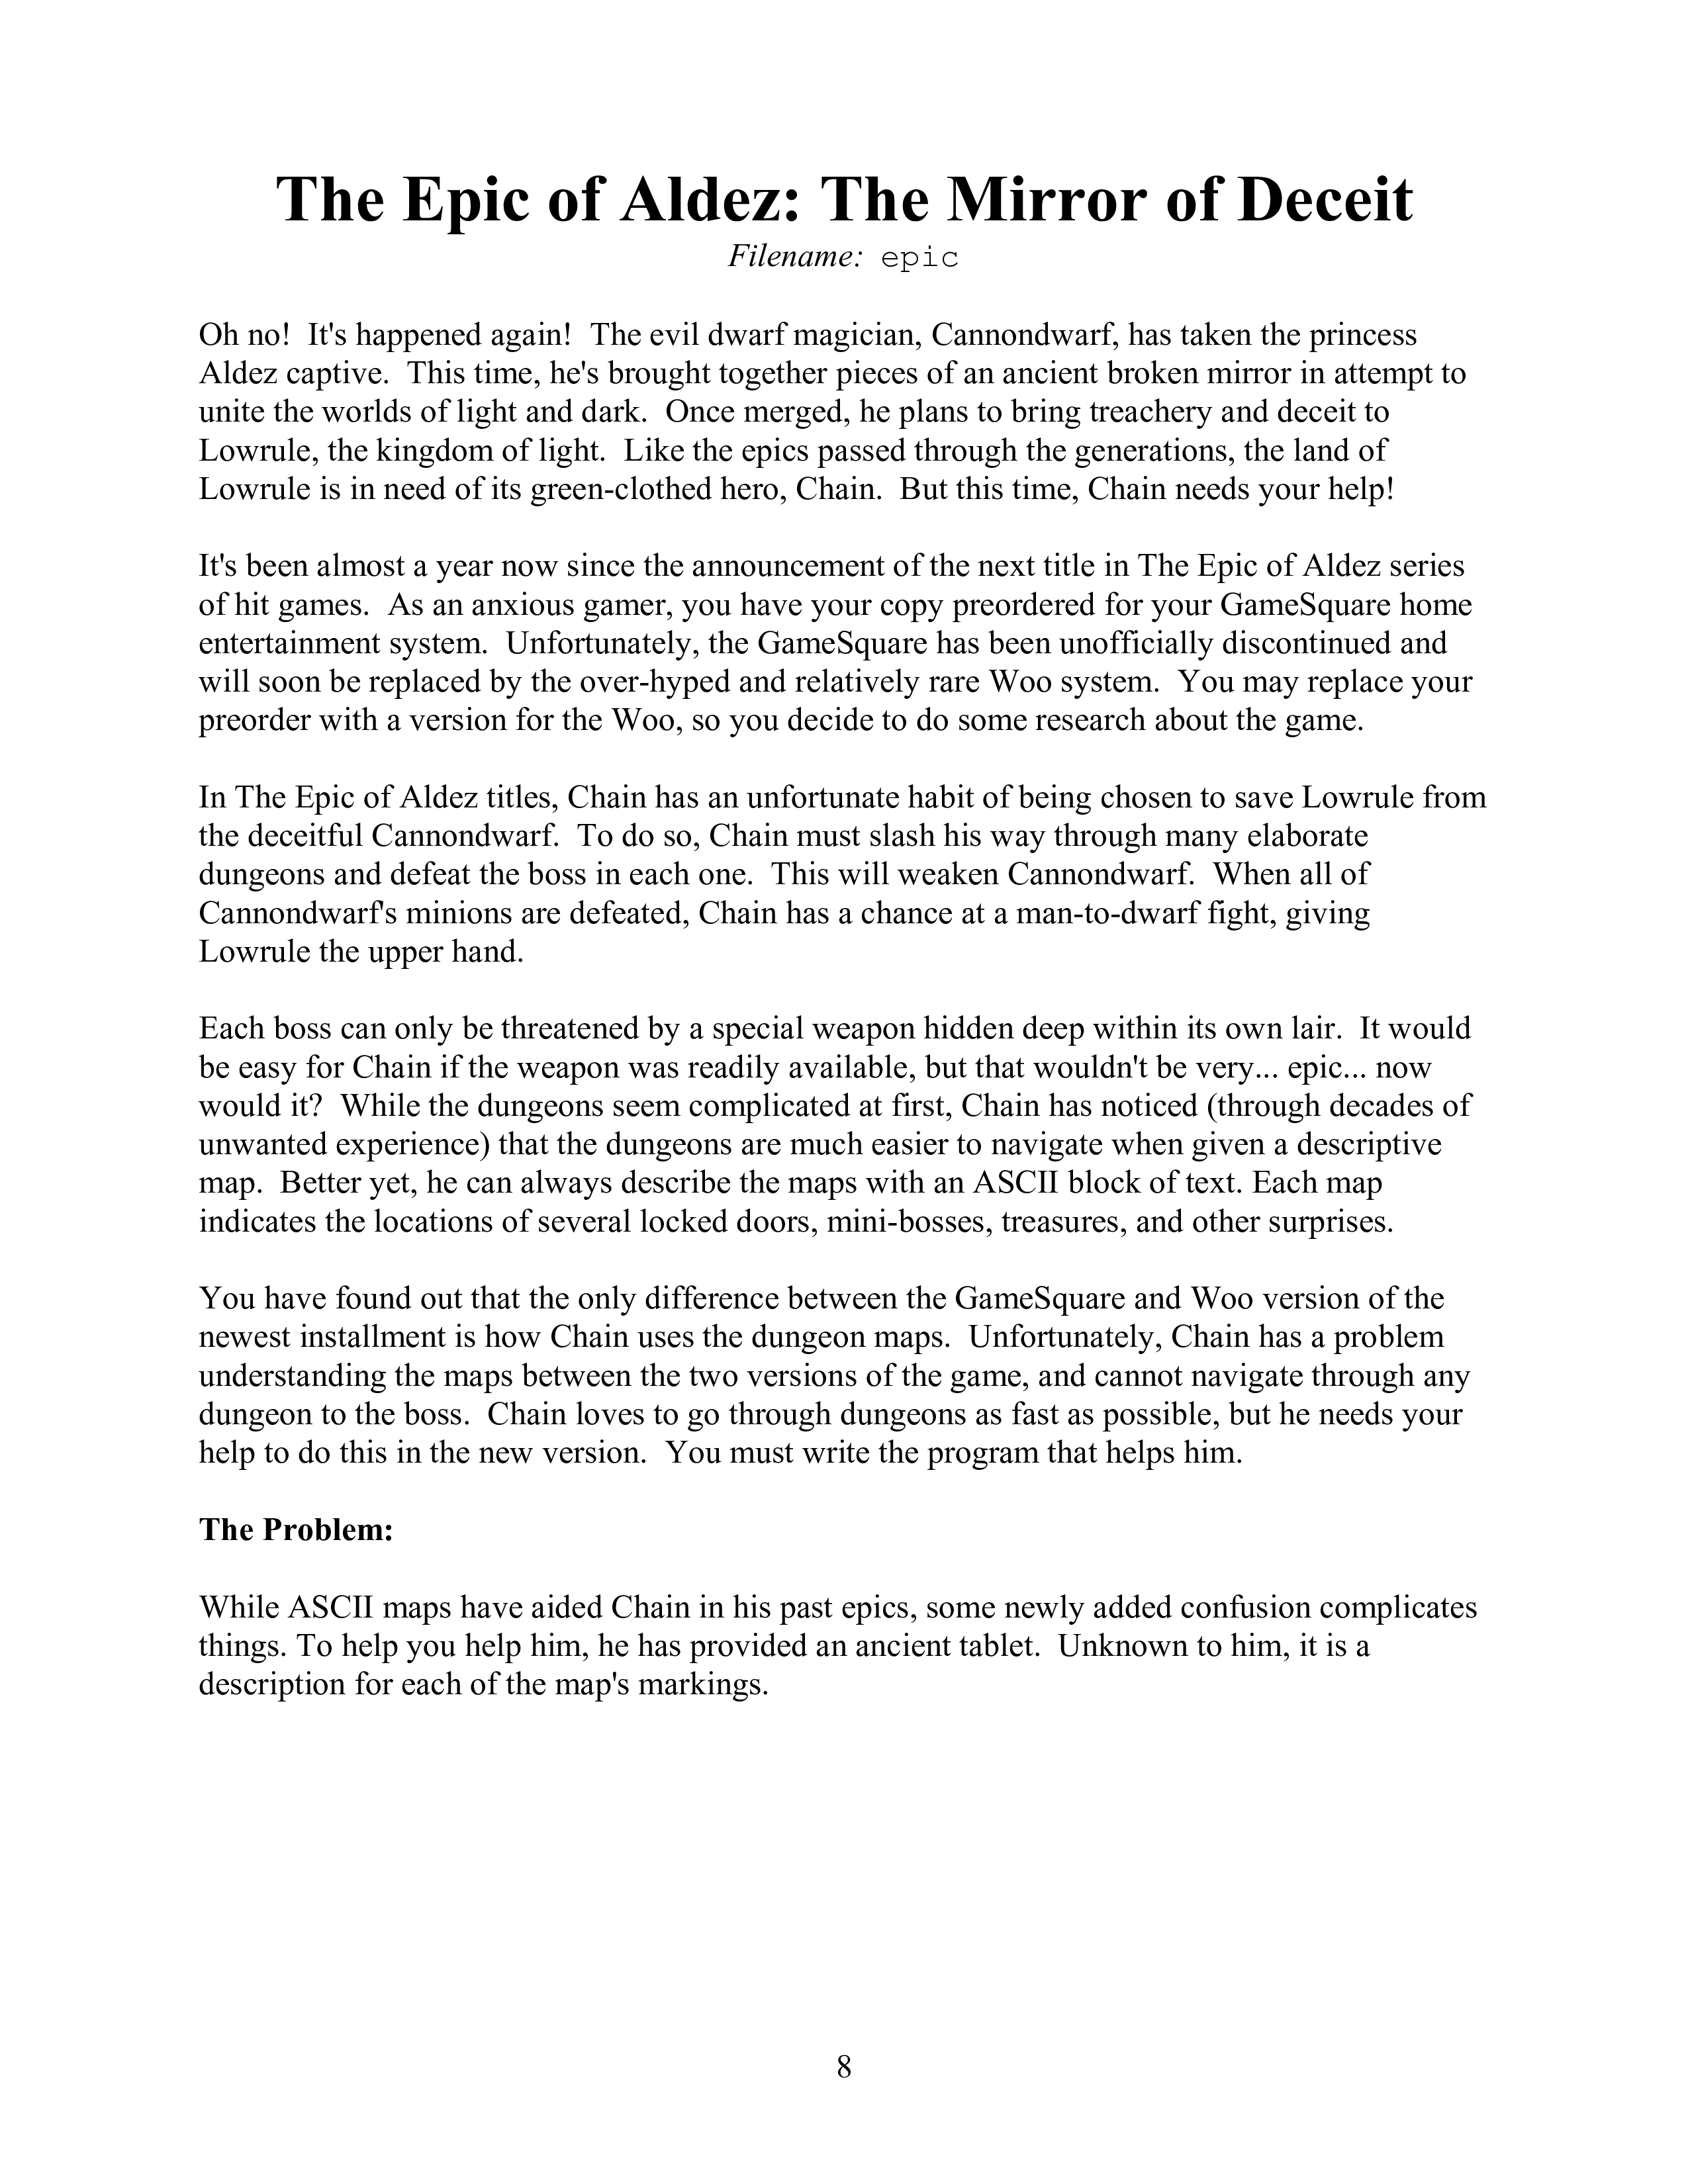 The Epic of Aldez: The Mirror of Deceit
Filename: epic
Oh no!  It's happened again!  The evil dwarf magician, Cannondwarf, has taken the princess
Aldez captive.  This time, he's brought together pieces of an ancient broken mirror in attempt to
unite the worlds of light and dark.  Once merged, he plans to bring treachery and deceit to
Lowrule, the kingdom of light.  Like the epics passed through the generations, the land of
Lowrule is in need of its green-clothed hero, Chain.  But this time, Chain needs your help!
It's been almost a year now since the announcement of the next title in The Epic of Aldez series
of hit games.  As an anxious gamer, you have your copy preordered for your GameSquare home
entertainment system.  Unfortunately, the GameSquare has been unofficially discontinued and
will soon be replaced by the over-hyped and relatively rare Woo system.  You may replace your
preorder with a version for the Woo, so you decide to do some research about the game.
In The Epic of Aldez titles, Chain has an unfortunate habit of being chosen to save Lowrule from
the deceitful Cannondwarf.  To do so, Chain must slash his way through many elaborate
dungeons and defeat the boss in each one.  This will weaken Cannondwarf.  When all of
Cannondwarf's minions are defeated, Chain has a chance at a man-to-dwarf fight, giving
Lowrule the upper hand.
Each boss can only be threatened by a special weapon hidden deep within its own lair.  It would
be easy for Chain if the weapon was readily available, but that wouldn't be very... epic... now
would it?  While the dungeons seem complicated at first, Chain has noticed (through decades of
unwanted experience) that the dungeons are much easier to navigate when given a descriptive
map.  Better yet, he can always describe the maps with an ASCII block of text. Each map
indicates the locations of several locked doors, mini-bosses, treasures, and other surprises.
You have found out that the only difference between the GameSquare and Woo version of the
newest installment is how Chain uses the dungeon maps.  Unfortunately, Chain has a problem
understanding the maps between the two versions of the game, and cannot navigate through any
dungeon to the boss.  Chain loves to go through dungeons as fast as possible, but he needs your
help to do this in the new version.  You must write the program that helps him.
The Problem:
While ASCII maps have aided Chain in his past epics, some newly added confusion complicates
things. To help you help him, he has provided an ancient tablet.  Unknown to him, it is a
description for each of the map's markings.
8